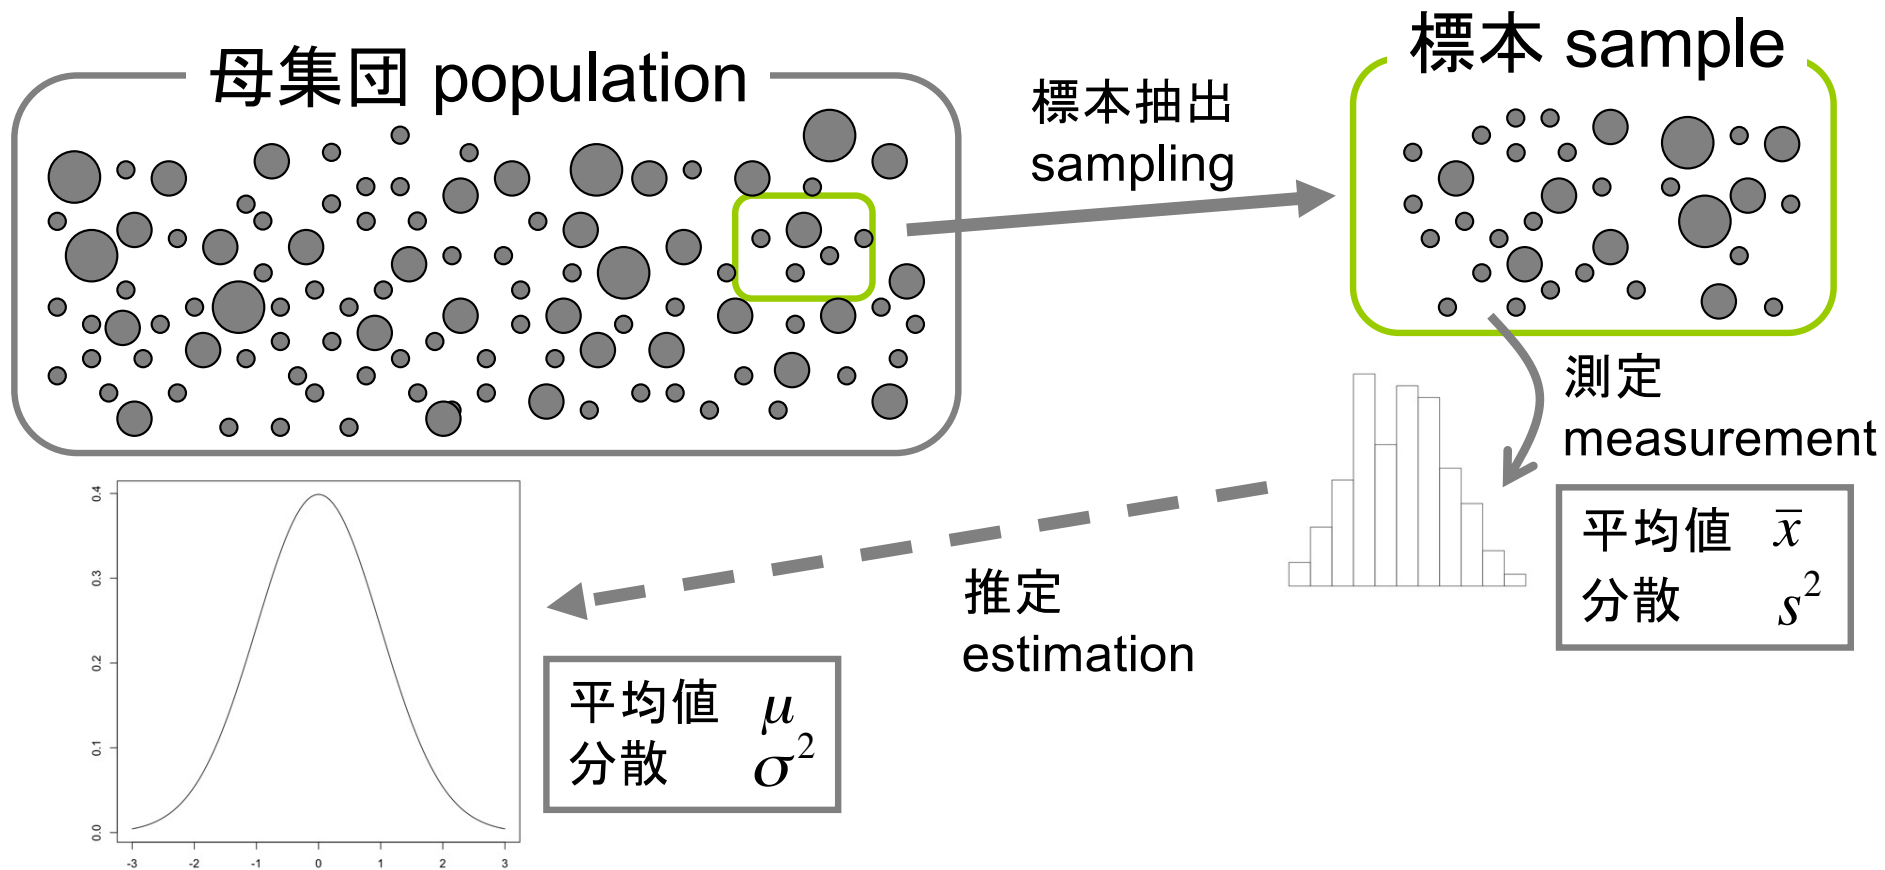 母集団 population
標本 sample
標本抽出
sampling
測定
measurement
平均値 x̄
分散 s²
推定
estimation
平均値 μ
分散 σ²
0.4
0.3
0.2
0.1
0.0
-3 -2 -1 0 1 2 3